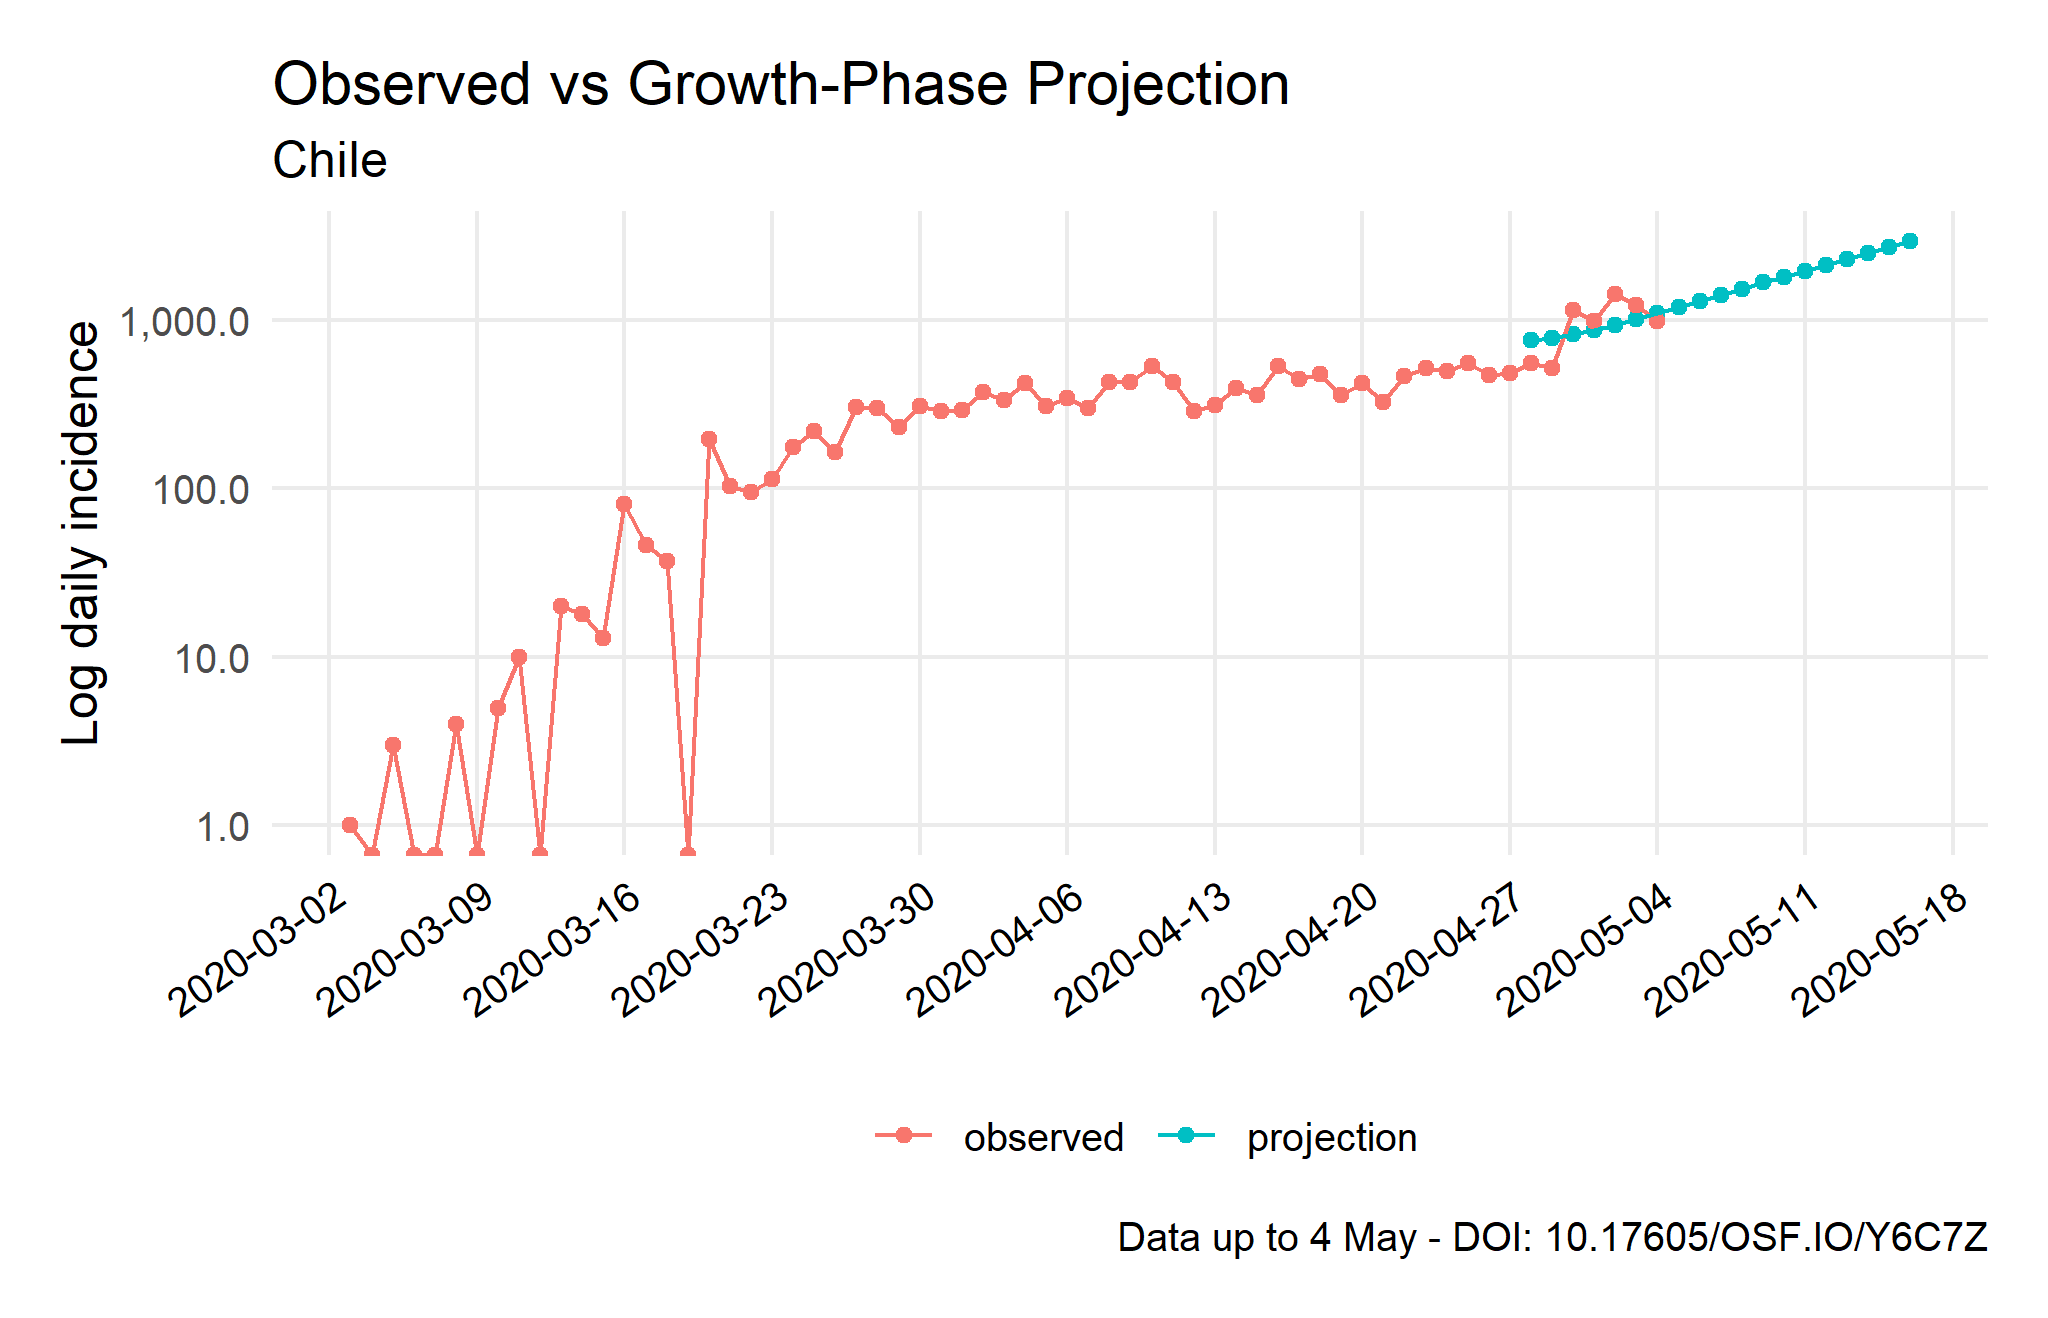 Observed vs Growth-Phase Projection
Chile
Log daily incidence
1,000.0
100.0
10.0
1.0
2020-03-02
2020-03-09
2020-03-16
2020-03-23
2020-03-30
2020-04-06
2020-04-13
2020-04-20
2020-04-27
2020-05-04
2020-05-11
2020-05-18
observed
projection
Data up to 4 May - DOI: 10.17605/OSF.IO/Y6C7Z